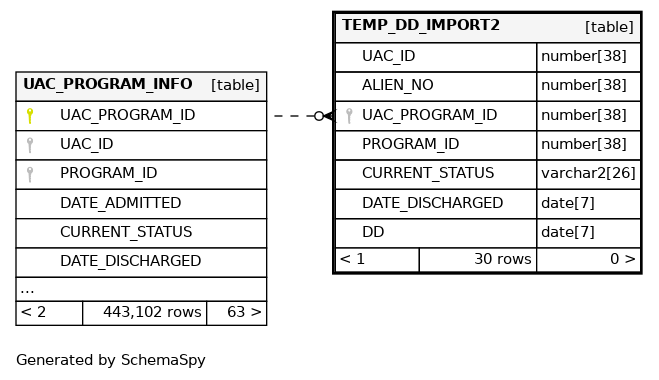 UAC_PROGRAM_INFO [table]
UAC_PROGRAM_ID
UAC_ID
PROGRAM_ID
DATE_ADMITTED
CURRENT_STATUS
DATE_DISCHARGED
...
< 2 443,102 rows 63 >
TEMP_DD_IMPORT2 [table]
UAC_ID number[38]
ALIEN_NO number[38]
UAC_PROGRAM_ID number[38]
PROGRAM_ID number[38]
CURRENT_STATUS varchar2[26]
DATE_DISCHARGED date[7]
DD date[7]
< 1 30 rows 0 >
Generated by SchemaSpy